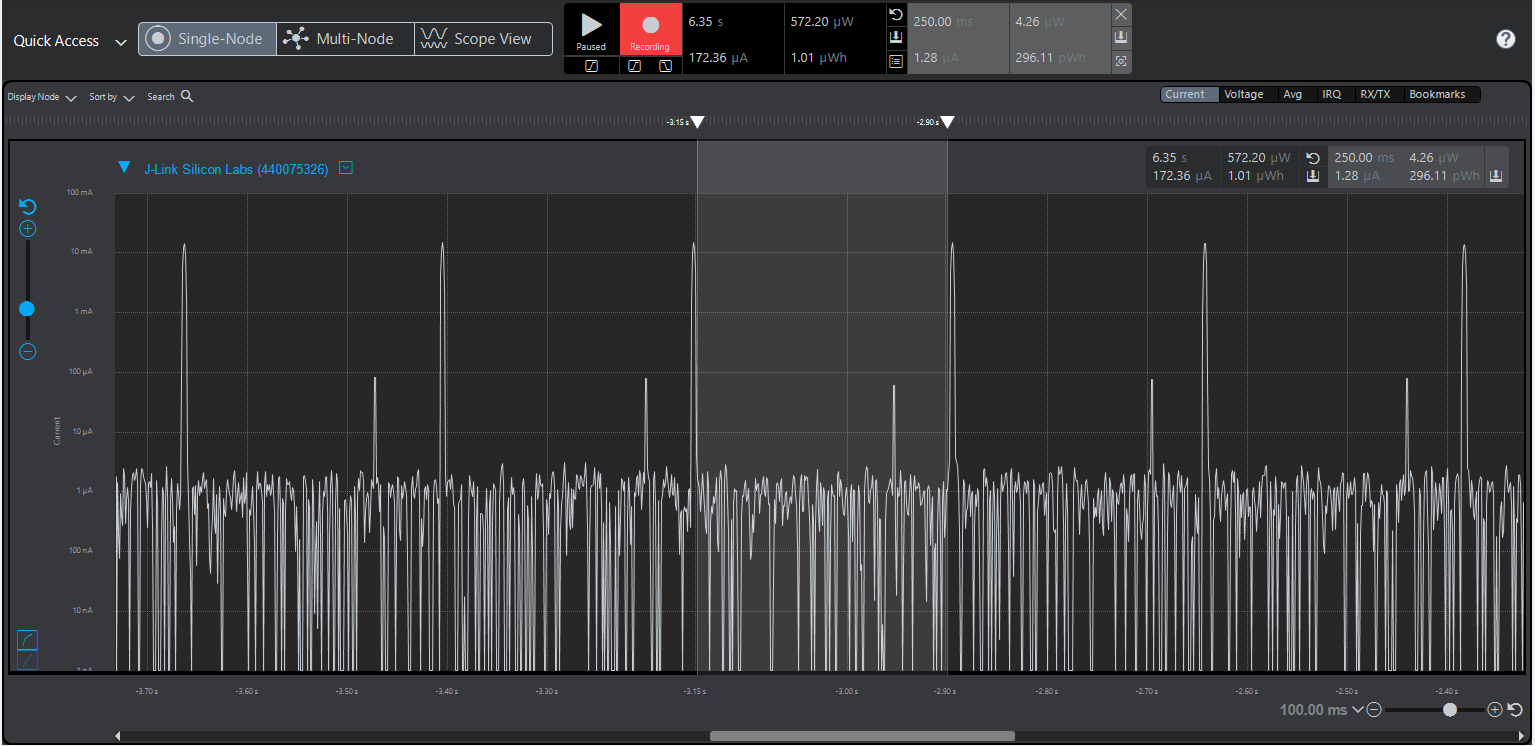 Quick Access
Single-Node
Multi-Node
Scope View
Paused
Recording
6.35 s
572.20 µW
172.36 µA
1.01 µWh
250.00 ms
4.26 µW
1.28 µA
296.11 pWh
?
Display Node
Sort by
Search
Current
Voltage
Avg
IRQ
RX/TX
Bookmarks
-3.15 s
-2.90 s
J-Link Silicon Labs (440075326)
6.35 s
572.20 µW
250.00 ms
4.26 µW
172.36 µA
1.01 µWh
1.28 µA
296.11 pWh
100 mA
10 mA
1 mA
100 µA
10 µA
1 µA
100 nA
10 nA
1 nA
Current
-3.70 s
-3.60 s
-3.50 s
-3.40 s
-3.30 s
-3.15 s
-3.00 s
-2.90 s
-2.80 s
-2.70 s
-2.60 s
-2.50 s
-2.40 s
100.00 ms